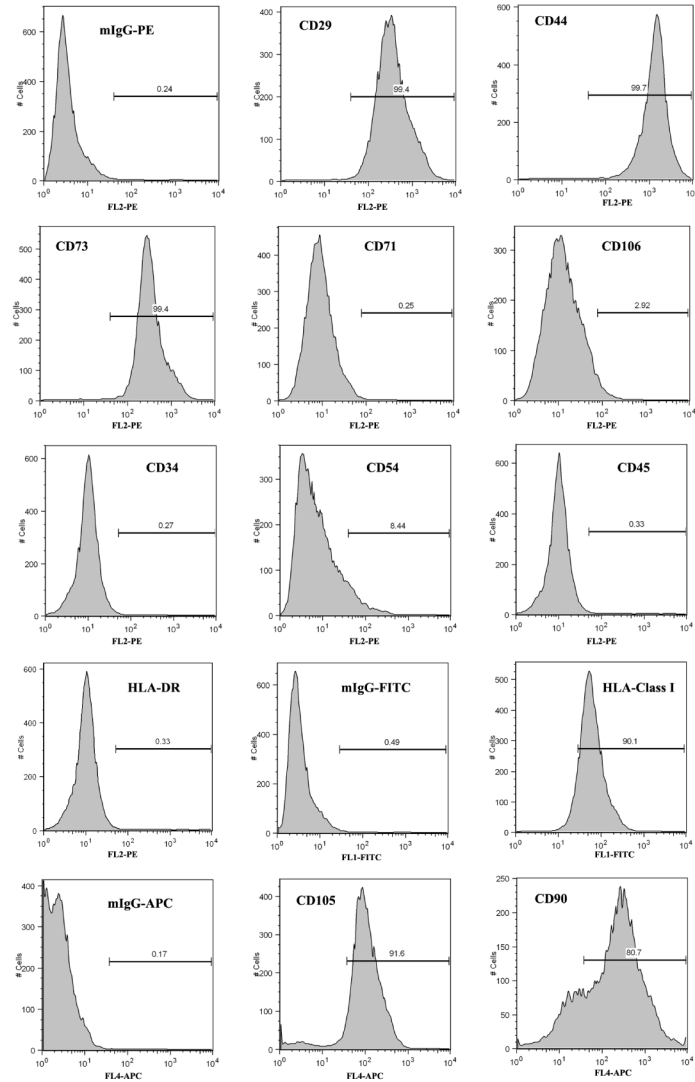 mIgG-PE
0.24
# Cells
600
400
200
0
10^0 10^1 10^2 10^3 10^4
FL2-PE
CD29
99.4
# Cells
400
300
200
100
0
10^0 10^1 10^2 10^3 10^4
FL2-PE
CD44
99.7
# Cells
600
400
200
0
10^0 10^1 10^2 10^3 10^4
FL2-PE
CD73
99.4
# Cells
500
400
300
200
100
0
10^0 10^1 10^2 10^3 10^4
FL2-PE
CD71
0.25
# Cells
400
300
200
100
0
10^0 10^1 10^2 10^3 10^4
FL2-PE
CD106
2.92
# Cells
300
200
100
0
10^0 10^1 10^2 10^3 10^4
FL2-PE
CD34
0.27
# Cells
600
400
200
0
10^0 10^1 10^2 10^3 10^4
FL2-PE
CD54
8.44
# Cells
300
200
100
0
10^0 10^1 10^2 10^3 10^4
FL2-PE
CD45
0.33
# Cells
600
400
200
0
10^0 10^1 10^2 10^3 10^4
FL2-PE
HLA-DR
0.33
# Cells
600
400
200
0
10^0 10^1 10^2 10^3 10^4
FL2-PE
mIgG-FITC
0.49
# Cells
600
400
200
0
10^0 10^1 10^2 10^3 10^4
FL1-FITC
HLA-Class I
90.1
# Cells
500
400
300
200
100
0
10^0 10^1 10^2 10^3 10^4
FL1-FITC
mIgG-APC
0.17
# Cells
400
300
200
100
0
10^0 10^1 10^2 10^3 10^4
FL4-APC
CD105
91.6
# Cells
400
300
200
100
0
10^0 10^1 10^2 10^3 10^4
FL4-APC
CD90
80.7
# Cells
250
200
150
100
50
0
10^0 10^1 10^2 10^3 10^4
FL4-APC